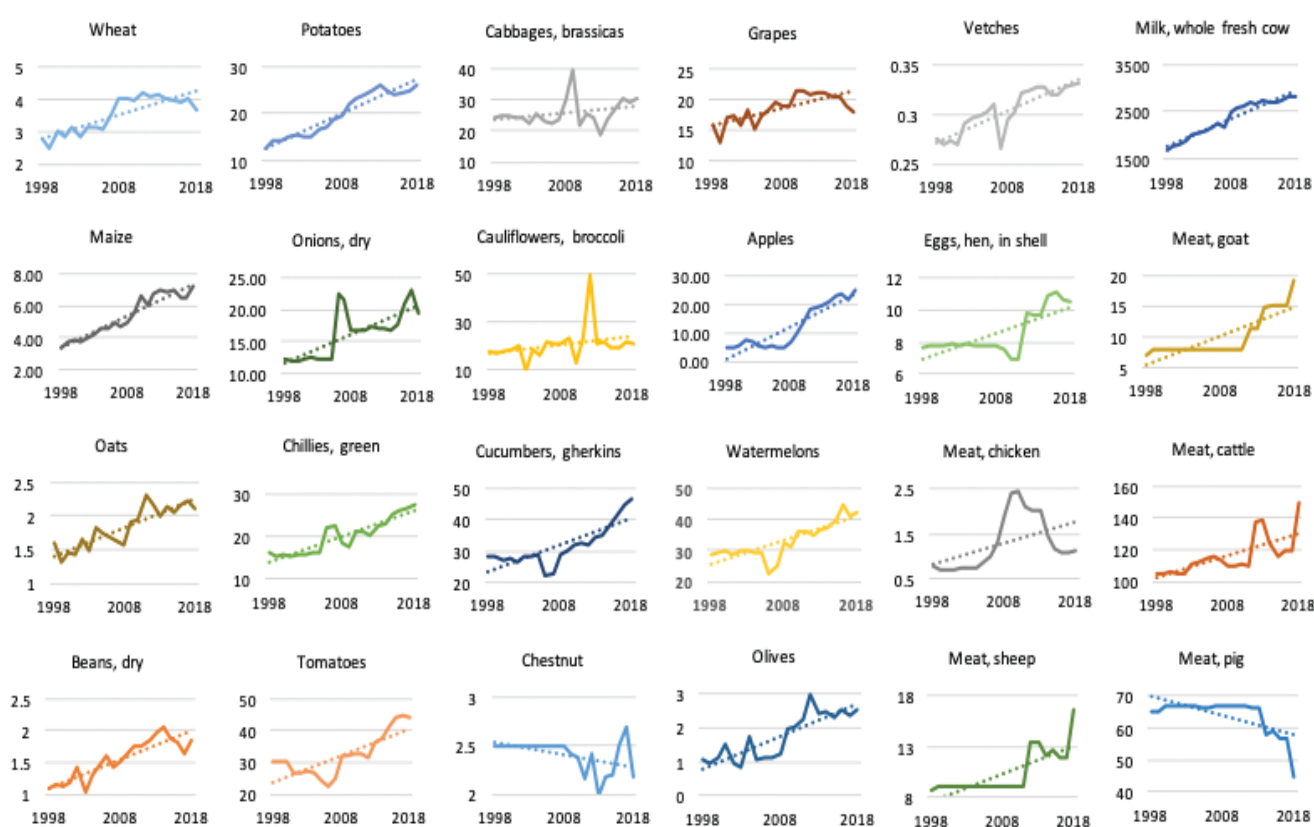 Wheat
5
4
3
2
1998 2008 2018
Potatoes
30
20
10
1998 2008 2018
Cabbages, brassicas
40
30
20
10
1998 2008 2018
Grapes
25
20
15
10
1998 2008 2018
Vetches
0.35
0.3
0.25
1998 2008 2018
Milk, whole fresh cow
3500
2500
1500
1998 2008 2018
Maize
8.00
6.00
4.00
2.00
1998 2008 2018
Onions, dry
25.00
20.00
15.00
10.00
1998 2008 2018
Cauliflowers, broccoli
50
30
10
1998 2008 2018
Apples
30.00
20.00
10.00
0.00
1998 2008 2018
Eggs, hen, in shell
12
10
8
6
1998 2008 2018
Meat, goat
20
15
10
5
1998 2008 2018
Oats
2.5
2
1.5
1
1998 2008 2018
Chillies, green
30
20
10
1998 2008 2018
Cucumbers, gherkins
50
40
30
20
1998 2008 2018
Watermelons
50
40
30
20
1998 2008 2018
Meat, chicken
2.5
1.5
0.5
1998 2008 2018
Meat, cattle
160
140
120
100
1998 2008 2018
Beans, dry
2.5
2
1.5
1
1998 2008 2018
Tomatoes
50
40
30
20
1998 2008 2018
Chestnut
3
2.5
2
1998 2008 2018
Olives
3
2
1
0
1998 2008 2018
Meat, sheep
18
13
8
1998 2008 2018
Meat, pig
70
60
50
40
1998 2008 2018